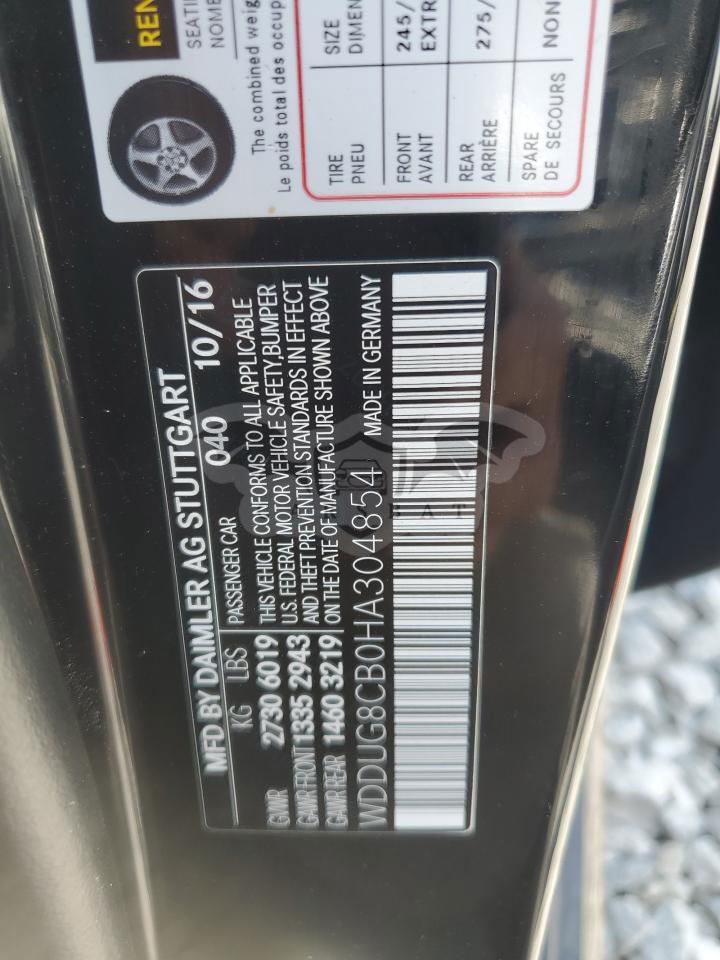 REN
SEATI
NOMB
The combined weig
Le poids total des occup
TIRE
PNEU
SIZE
DIMEN
FRONT
AVANT
245/
EXTR
REAR
ARRIÈRE
275/
SPARE
DE SECOURS
NON
MFD BY DAIMLER AG STUTTGART
KG LBS PASSENGER CAR 040 10/16
GVWR 2730 6019 THIS VEHICLE CONFORMS TO ALL APPLICABLE
U.S. FEDERAL MOTOR VEHICLE SAFETY,BUMPER
GAWR FRONT 1335 2943 AND THEFT PREVENTION STANDARDS IN EFFECT
GAWR REAR 1460 3219 ON THE DATE OF MANUFACTURE SHOWN ABOVE
WDDUG8CB0HA304854 MADE IN GERMANY